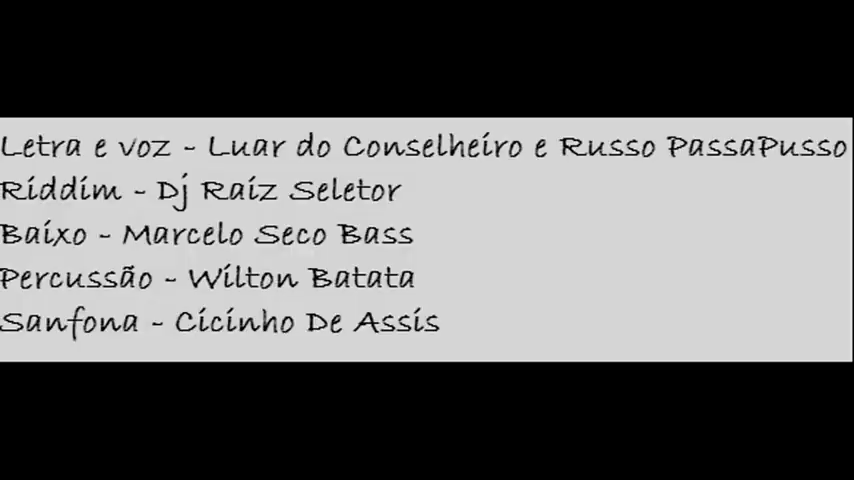 Letra e voz - Luar do Conselheiro e Russo PassaPusso
Riddim - Dj Raiz Seletor
Baixo - Marcelo Seco Bass
Percussão - Wilton Batata
Sanfona - Cicinho De Assis